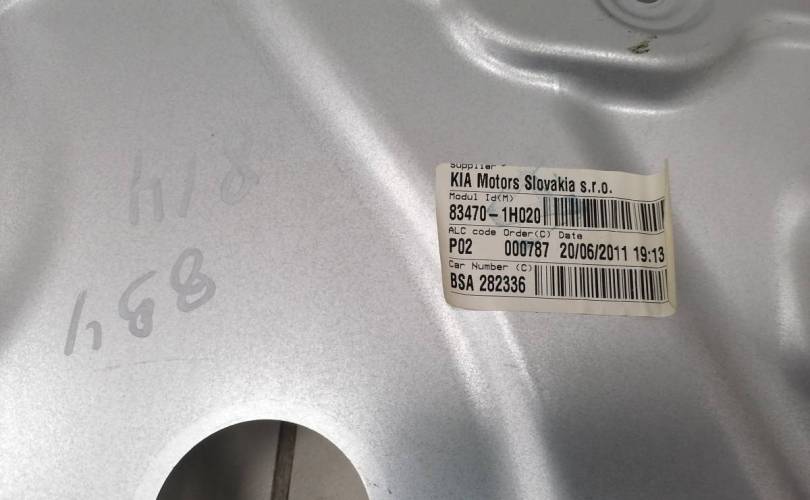 Supplier
KIA Motors Slovakia s.r.o.
Modul Id(M)
83470-1H020
ALC code Order(C) Date
P02 000787 20/06/2011 19:13
Car Number (C)
BSA 282336